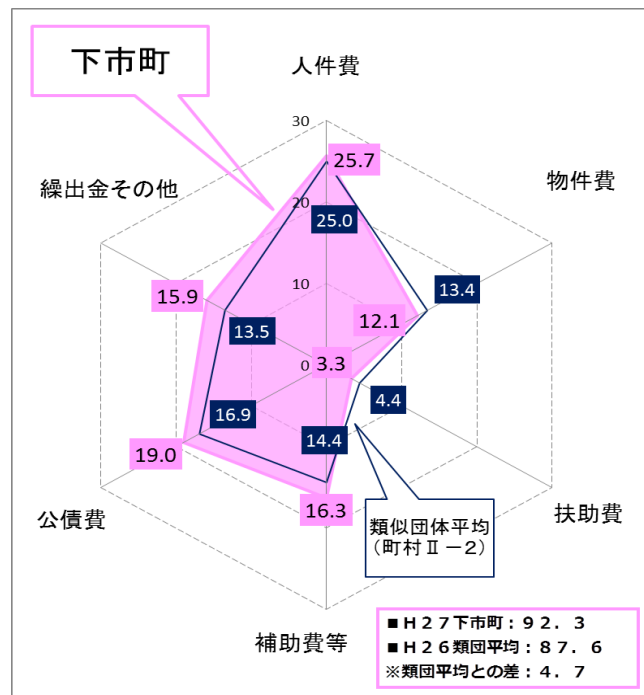 下市町
人件費
30
25.7
繰出金その他
物件費
20
25.0
15.9
13.4
10
13.5
12.1
0
3.3
16.9
4.4
14.4
19.0
16.3
公債費
類似団体平均
(町村Ⅱ－2)
扶助費
補助費等
■H27下市町：92．3
■H26類団平均：87．6
※類団平均との差：4．7